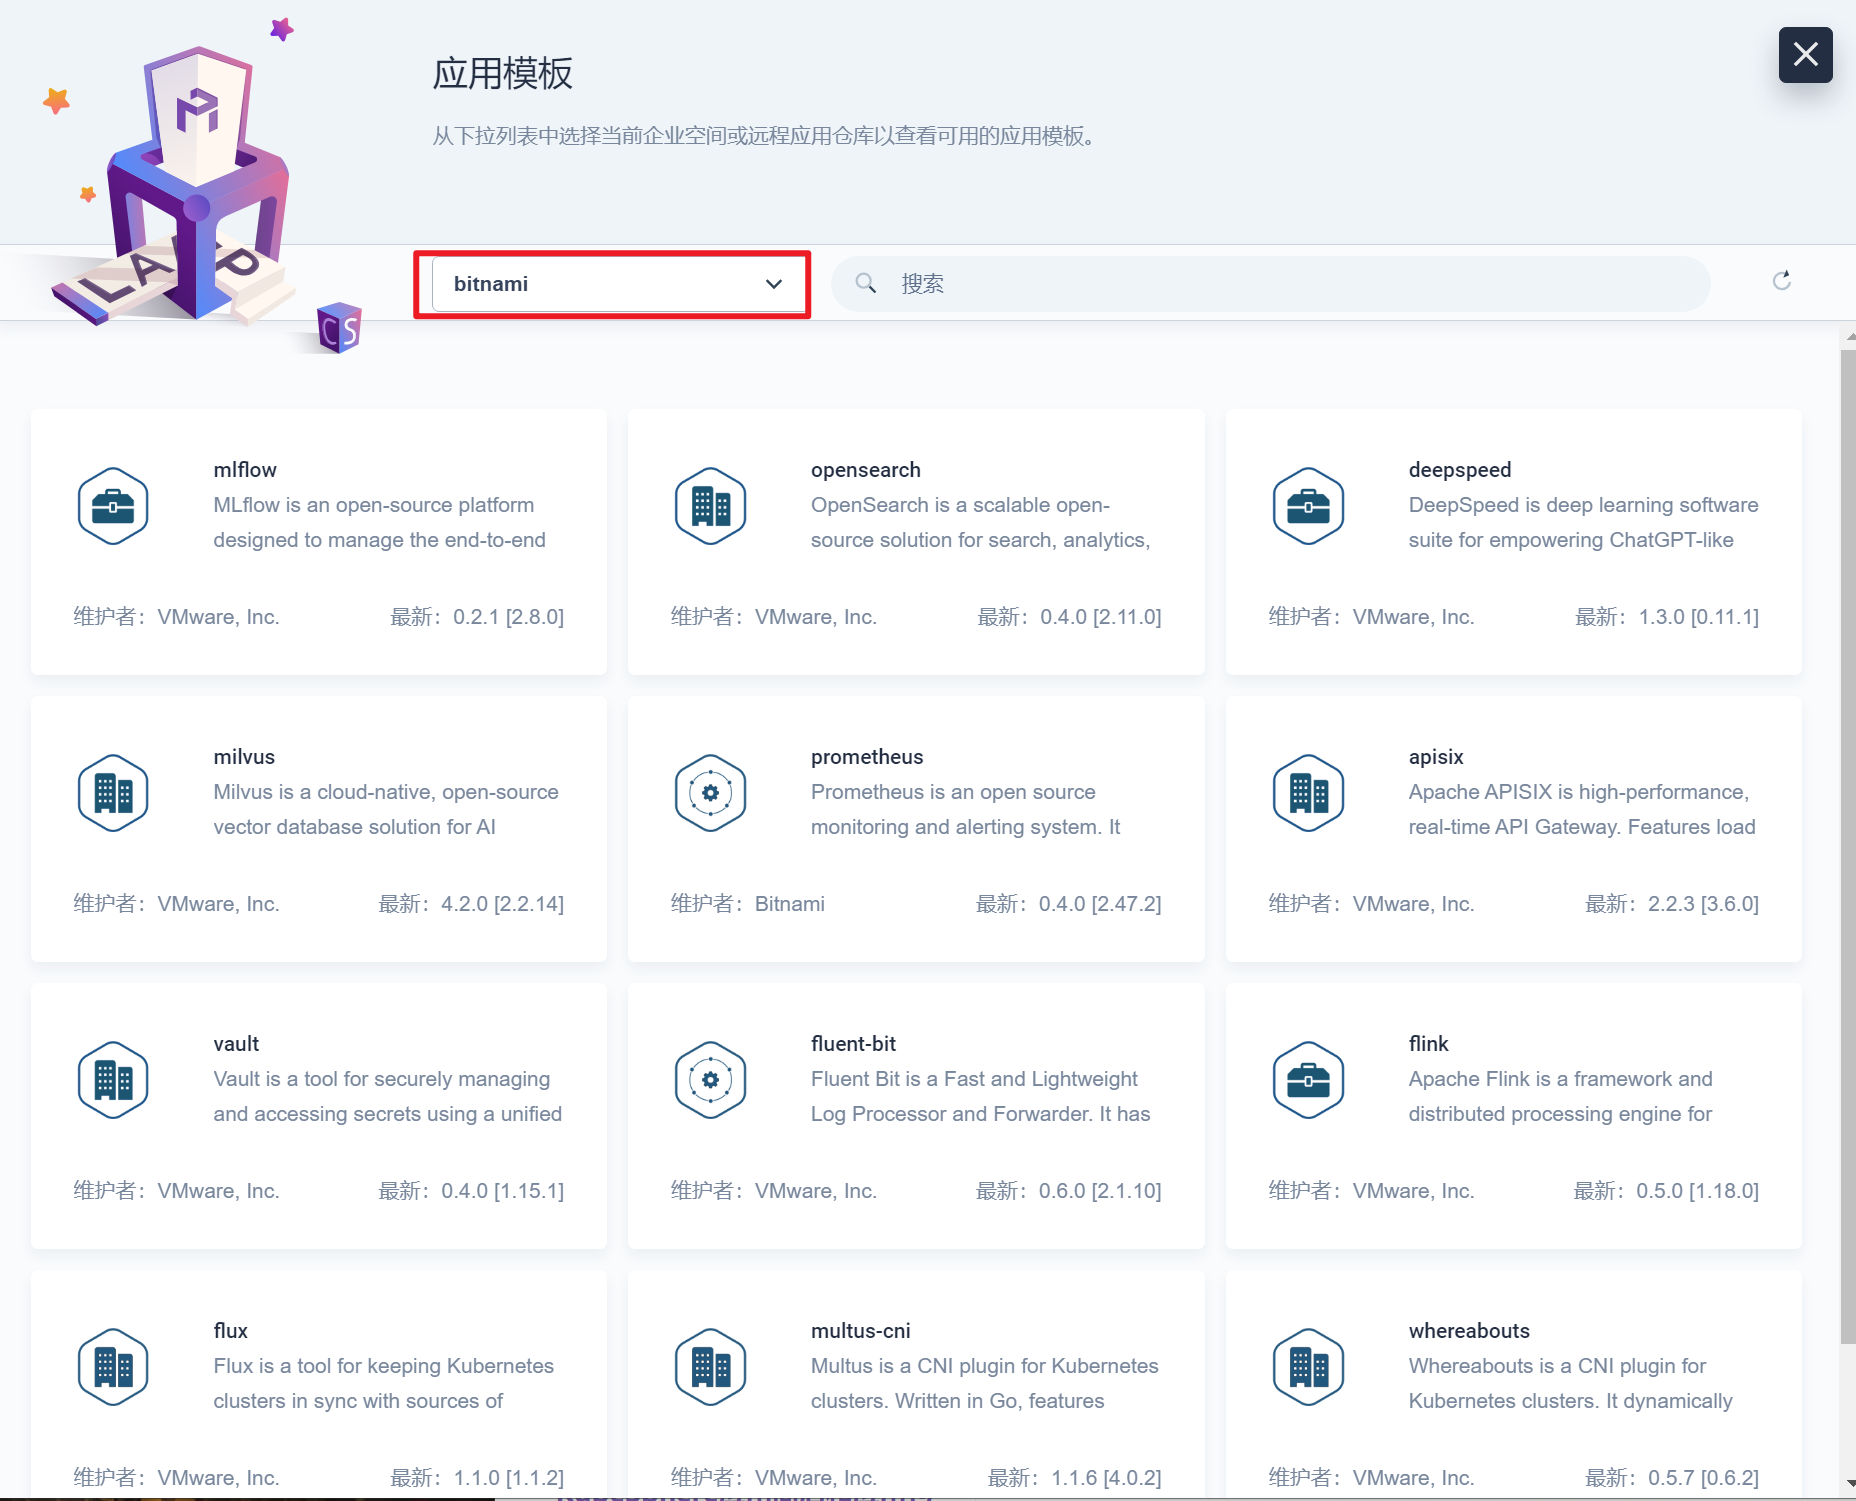 应用模板
从下拉列表中选择当前企业空间或远程应用仓库以查看可用的应用模板。
LAPP
CS
bitnami
搜索
mlflow
MLflow is an open-source platform
designed to manage the end-to-end
维护者：VMware, Inc.
最新：0.2.1 [2.8.0]
opensearch
OpenSearch is a scalable open-
source solution for search, analytics,
维护者：VMware, Inc.
最新：0.4.0 [2.11.0]
deepspeed
DeepSpeed is deep learning software
suite for empowering ChatGPT-like
维护者：VMware, Inc.
最新：1.3.0 [0.11.1]
milvus
Milvus is a cloud-native, open-source
vector database solution for AI
维护者：VMware, Inc.
最新：4.2.0 [2.2.14]
prometheus
Prometheus is an open source
monitoring and alerting system. It
维护者：Bitnami
最新：0.4.0 [2.47.2]
apisix
Apache APISIX is high-performance,
real-time API Gateway. Features load
维护者：VMware, Inc.
最新：2.2.3 [3.6.0]
vault
Vault is a tool for securely managing
and accessing secrets using a unified
维护者：VMware, Inc.
最新：0.4.0 [1.15.1]
fluent-bit
Fluent Bit is a Fast and Lightweight
Log Processor and Forwarder. It has
维护者：VMware, Inc.
最新：0.6.0 [2.1.10]
flink
Apache Flink is a framework and
distributed processing engine for
维护者：VMware, Inc.
最新：0.5.0 [1.18.0]
flux
Flux is a tool for keeping Kubernetes
clusters in sync with sources of
维护者：VMware, Inc.
最新：1.1.0 [1.1.2]
multus-cni
Multus is a CNI plugin for Kubernetes
clusters. Written in Go, features
维护者：VMware, Inc.
最新：1.1.6 [4.0.2]
whereabouts
Whereabouts is a CNI plugin for
Kubernetes clusters. It dynamically
维护者：VMware, Inc.
最新：0.5.7 [0.6.2]